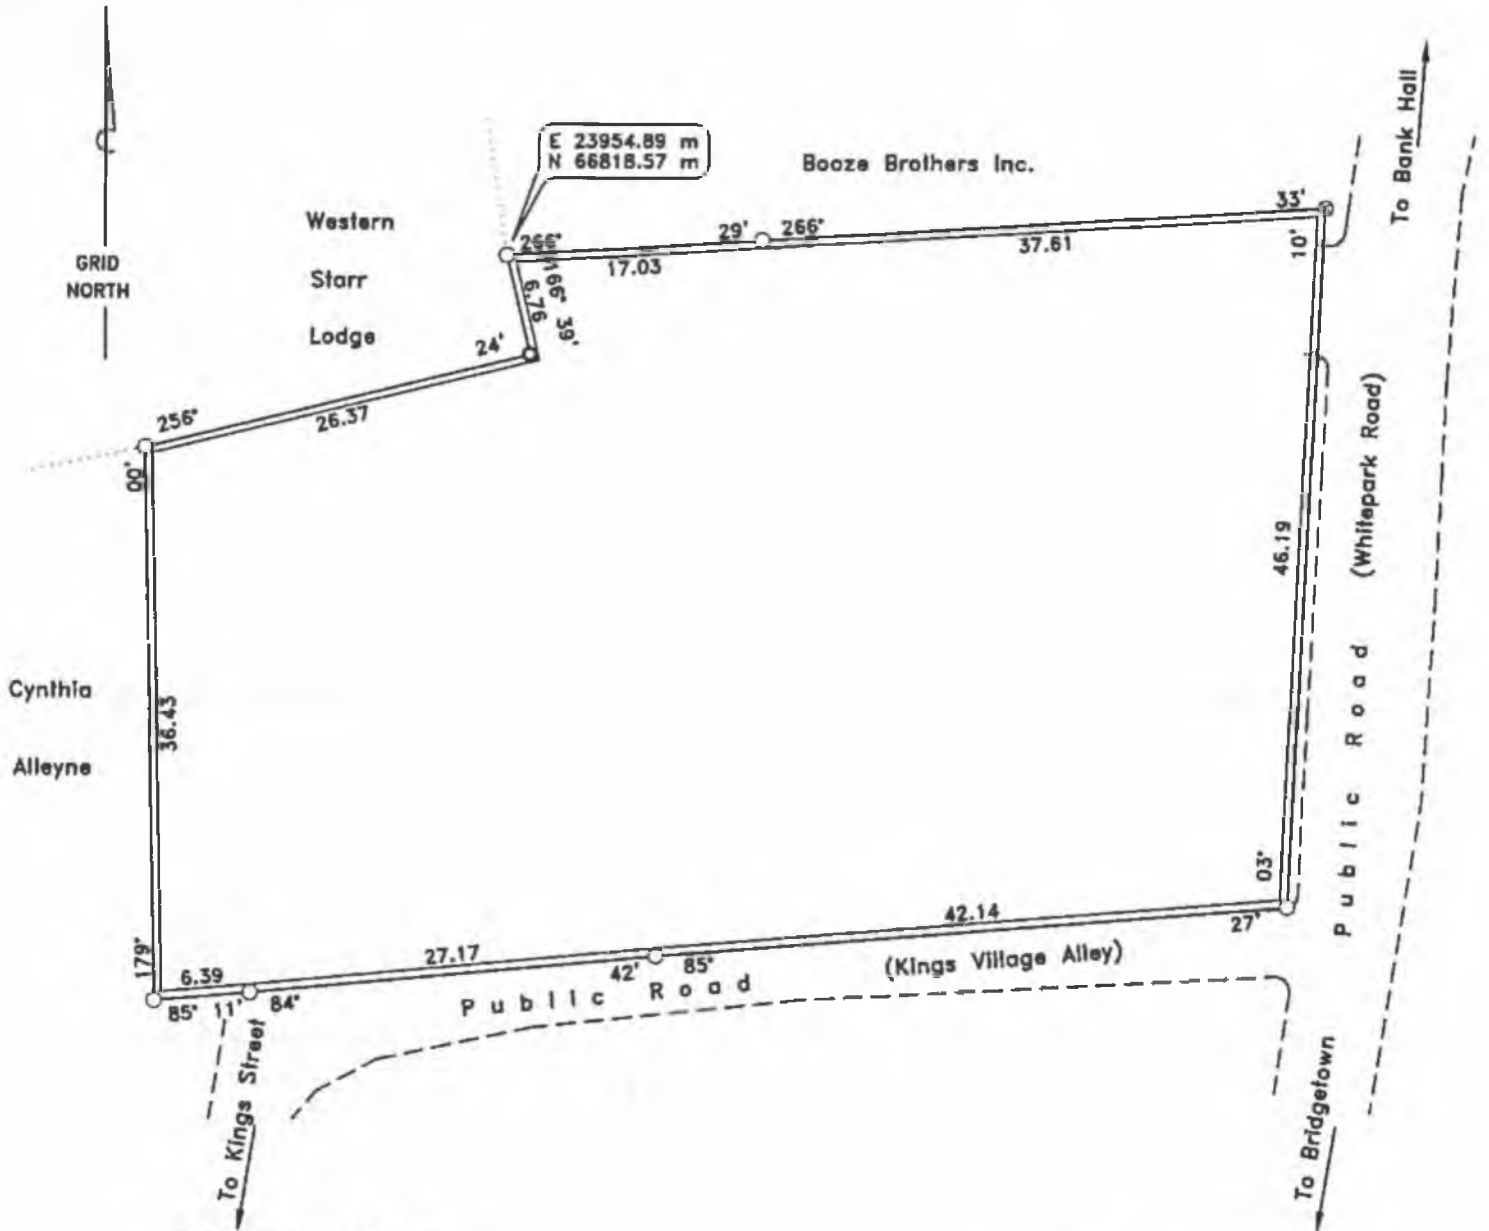 E 23954.89 m
N 66818.57 m
Booze Brothers Inc.
To Bank Hall
Western
Starr
Lodge
GRID
NORTH
266°
29'
266°
33'
17.03
37.61
10'
166° 39'
6.76
24'
256°
26.37
00'
46.19
(Whitepark Road)
Public Road
Cynthia
Alleyne
36.43
03°
179°
6.39
27.17
42.14
27'
85°
11'
84°
42'
85°
(Kings Village Alley)
Public Road
To Kings Street
To Bridgetown